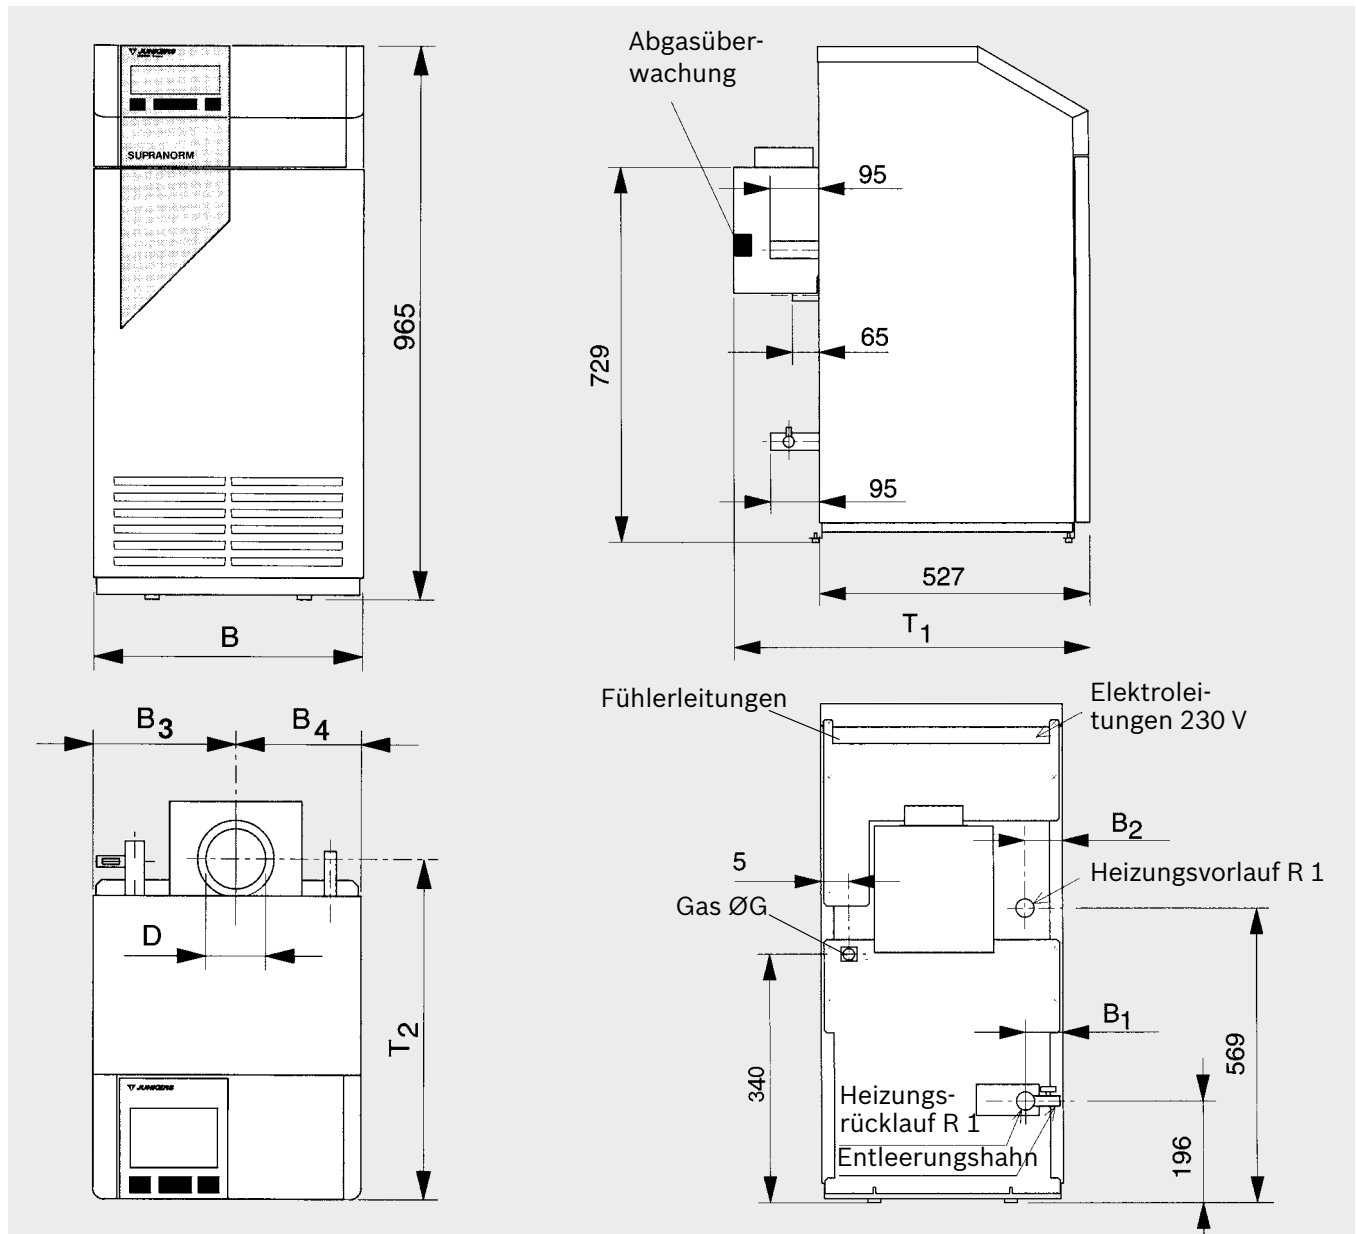 JUNKERS
SUPRANORM
965
B
Abgasüber-
wachung
95
65
729
95
527
T1
B3
B4
D
T2
JUNKERS
Fühlerleitungen
Elektrolei-
tungen 230 V
B2
5
Heizungsvorlauf R 1
Gas ØG
B1
569
340
Heizungs-
rücklauf R 1
Entleerungshahn
196